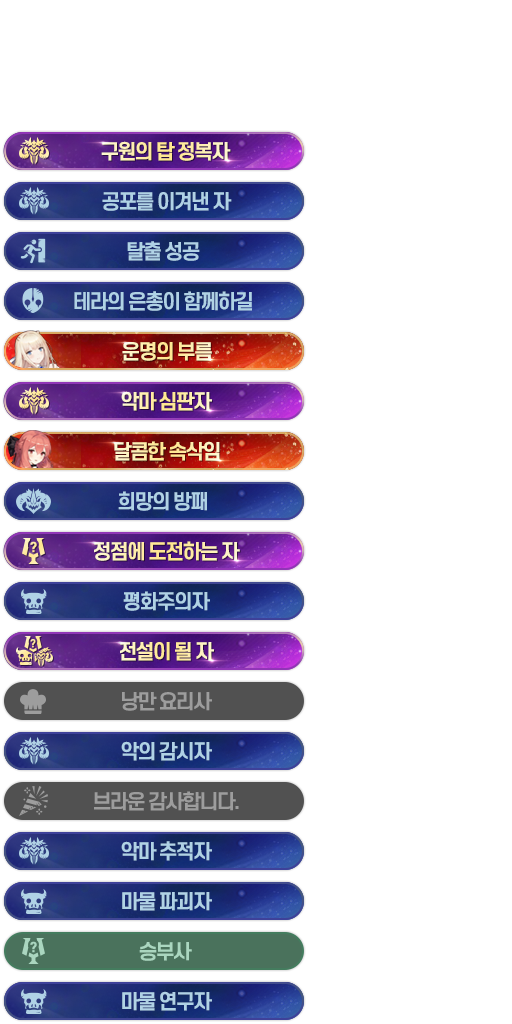 구원의 탑 정복자
공포를 이겨낸 자
탈출 성공
테라의 은총이 함께하길
운명의 부름
악마 심판자
달콤한 속삭임
희망의 방패
정점에 도전하는 자
평화주의자
전설이 될 자
낭만 요리사
악의 감시자
브라운 감사합니다.
악마 추적자
마물 파괴자
승부사
마물 연구자